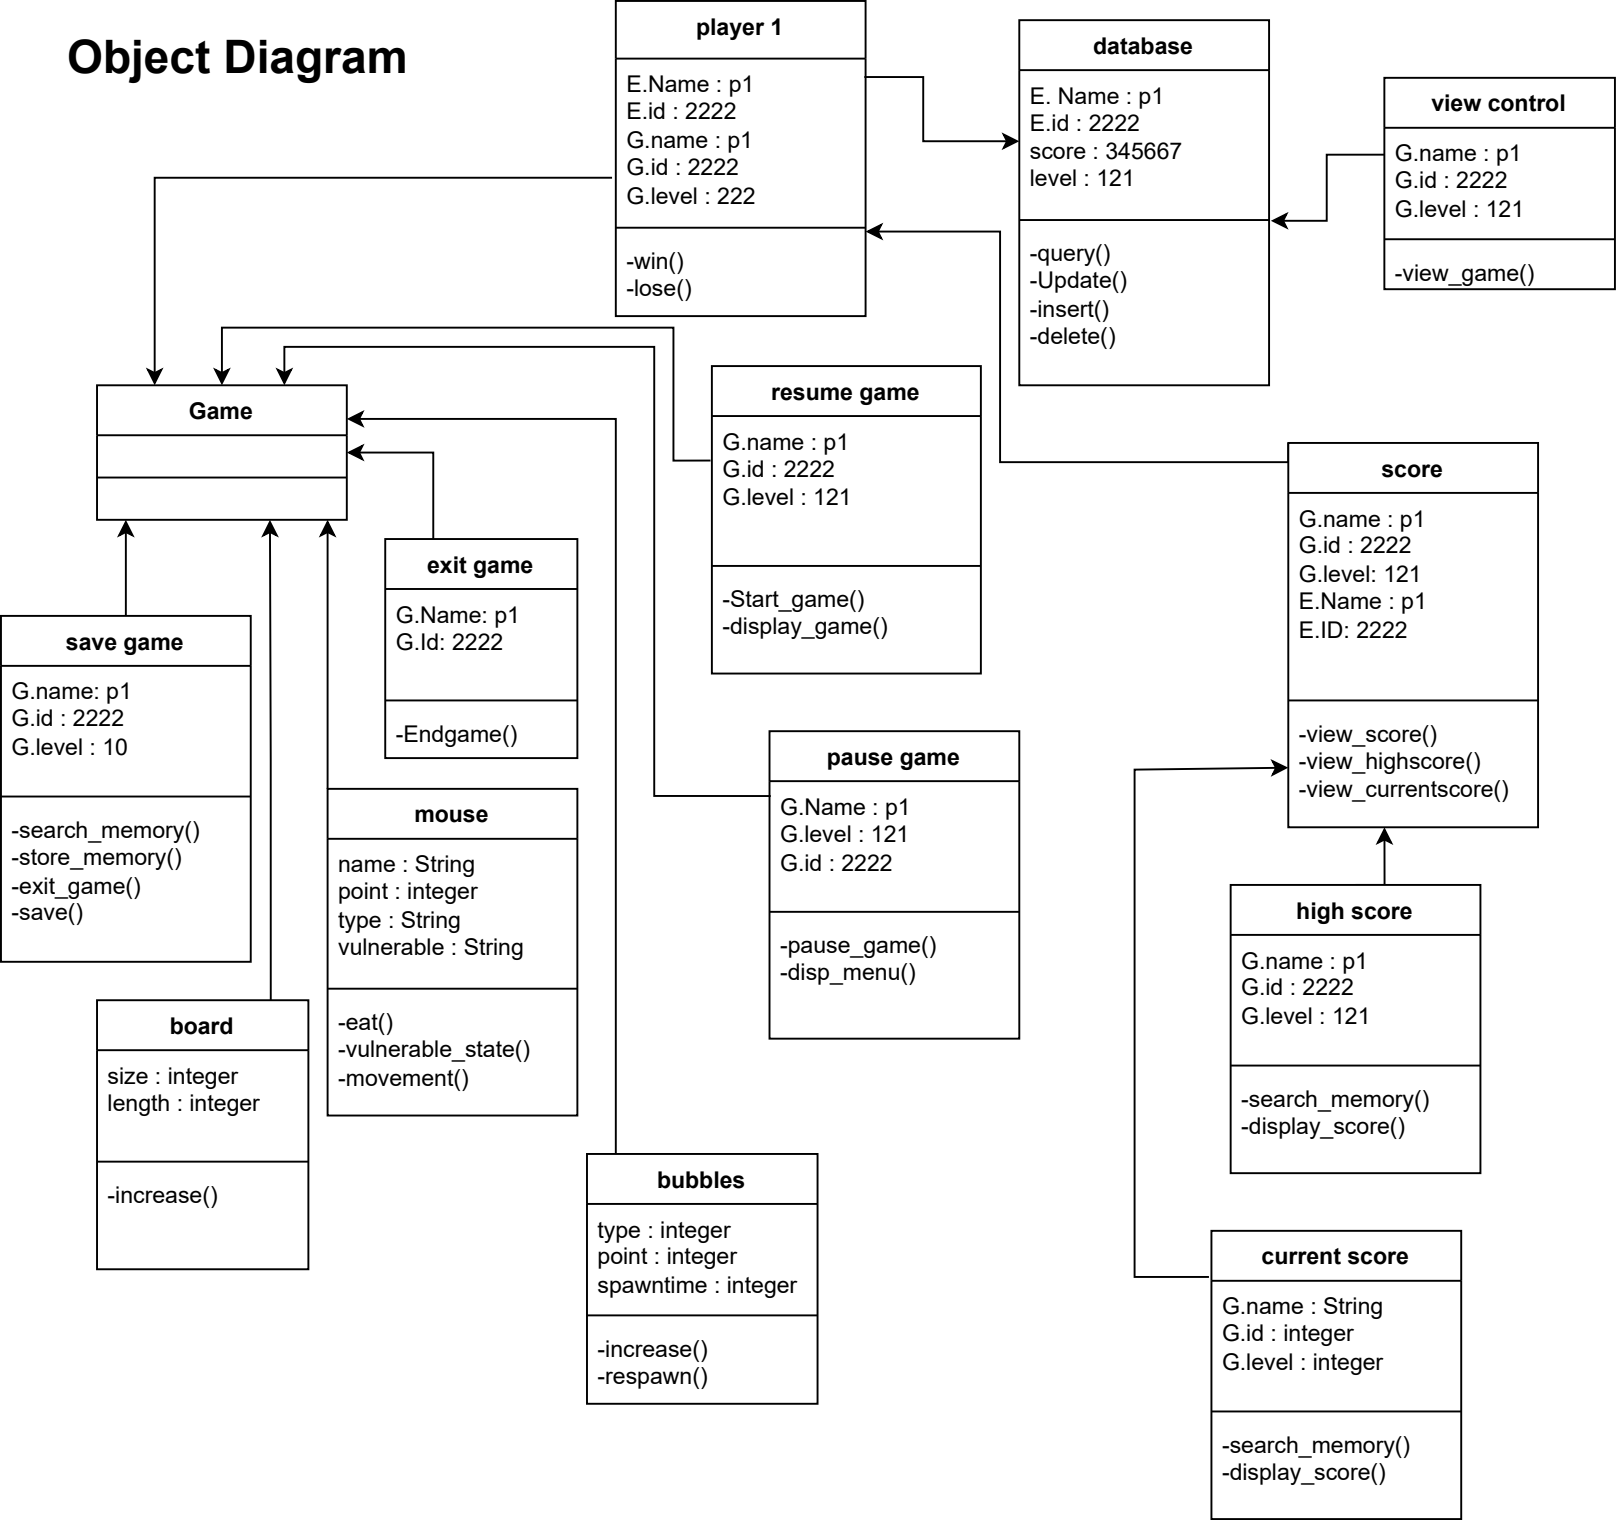 Object Diagram
player 1
E.Name : p1
E.id : 2222
G.name : p1
G.id : 2222
G.level : 222
-win()
-lose()
database
E. Name : p1
E.id : 2222
score : 345667
level : 121
-query()
-Update()
-insert()
-delete()
view control
G.name : p1
G.id : 2222
G.level : 121
-view_game()
Game
resume game
G.name : p1
G.id : 2222
G.level : 121
-Start_game()
-display_game()
score
G.name : p1
G.id : 2222
G.level: 121
E.Name : p1
E.ID: 2222
-view_score()
-view_highscore()
-view_currentscore()
exit game
G.Name: p1
G.Id: 2222
-Endgame()
save game
G.name: p1
G.id : 2222
G.level : 10
-search_memory()
-store_memory()
-exit_game()
-save()
mouse
name : String
point : integer
type : String
vulnerable : String
-eat()
-vulnerable_state()
-movement()
pause game
G.Name : p1
G.level : 121
G.id : 2222
-pause_game()
-disp_menu()
high score
G.name : p1
G.id : 2222
G.level : 121
-search_memory()
-display_score()
board
size : integer
length : integer
-increase()
bubbles
type : integer
point : integer
spawntime : integer
-increase()
-respawn()
current score
G.name : String
G.id : integer
G.level : integer
-search_memory()
-display_score()